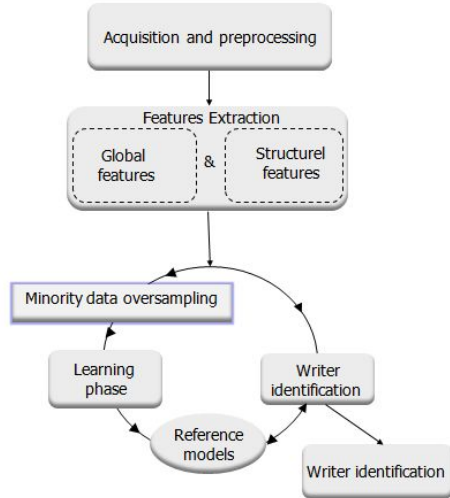 Acquisition and preprocessing
Features Extraction
Global
features
&
Structurel
features
Minority data oversampling
Learning
phase
Writer
identification
Reference
models
Writer identification